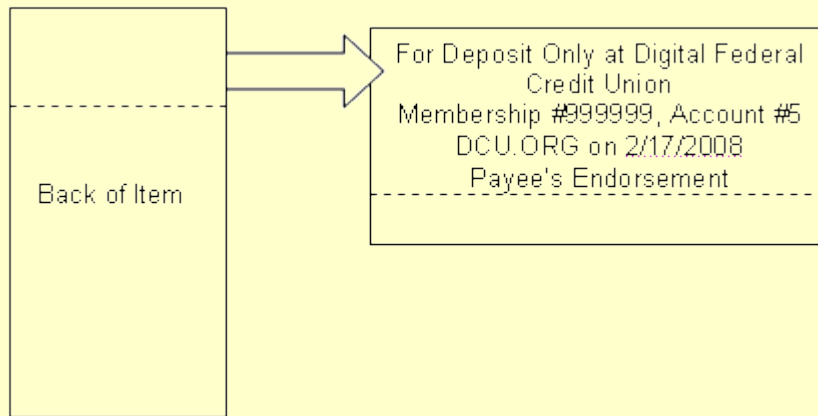 For Deposit Only at Digital Federal
Credit Union
Membership #999999, Account #5
DCU.ORG on 2/17/2008
Payee's Endorsement
Back of Item